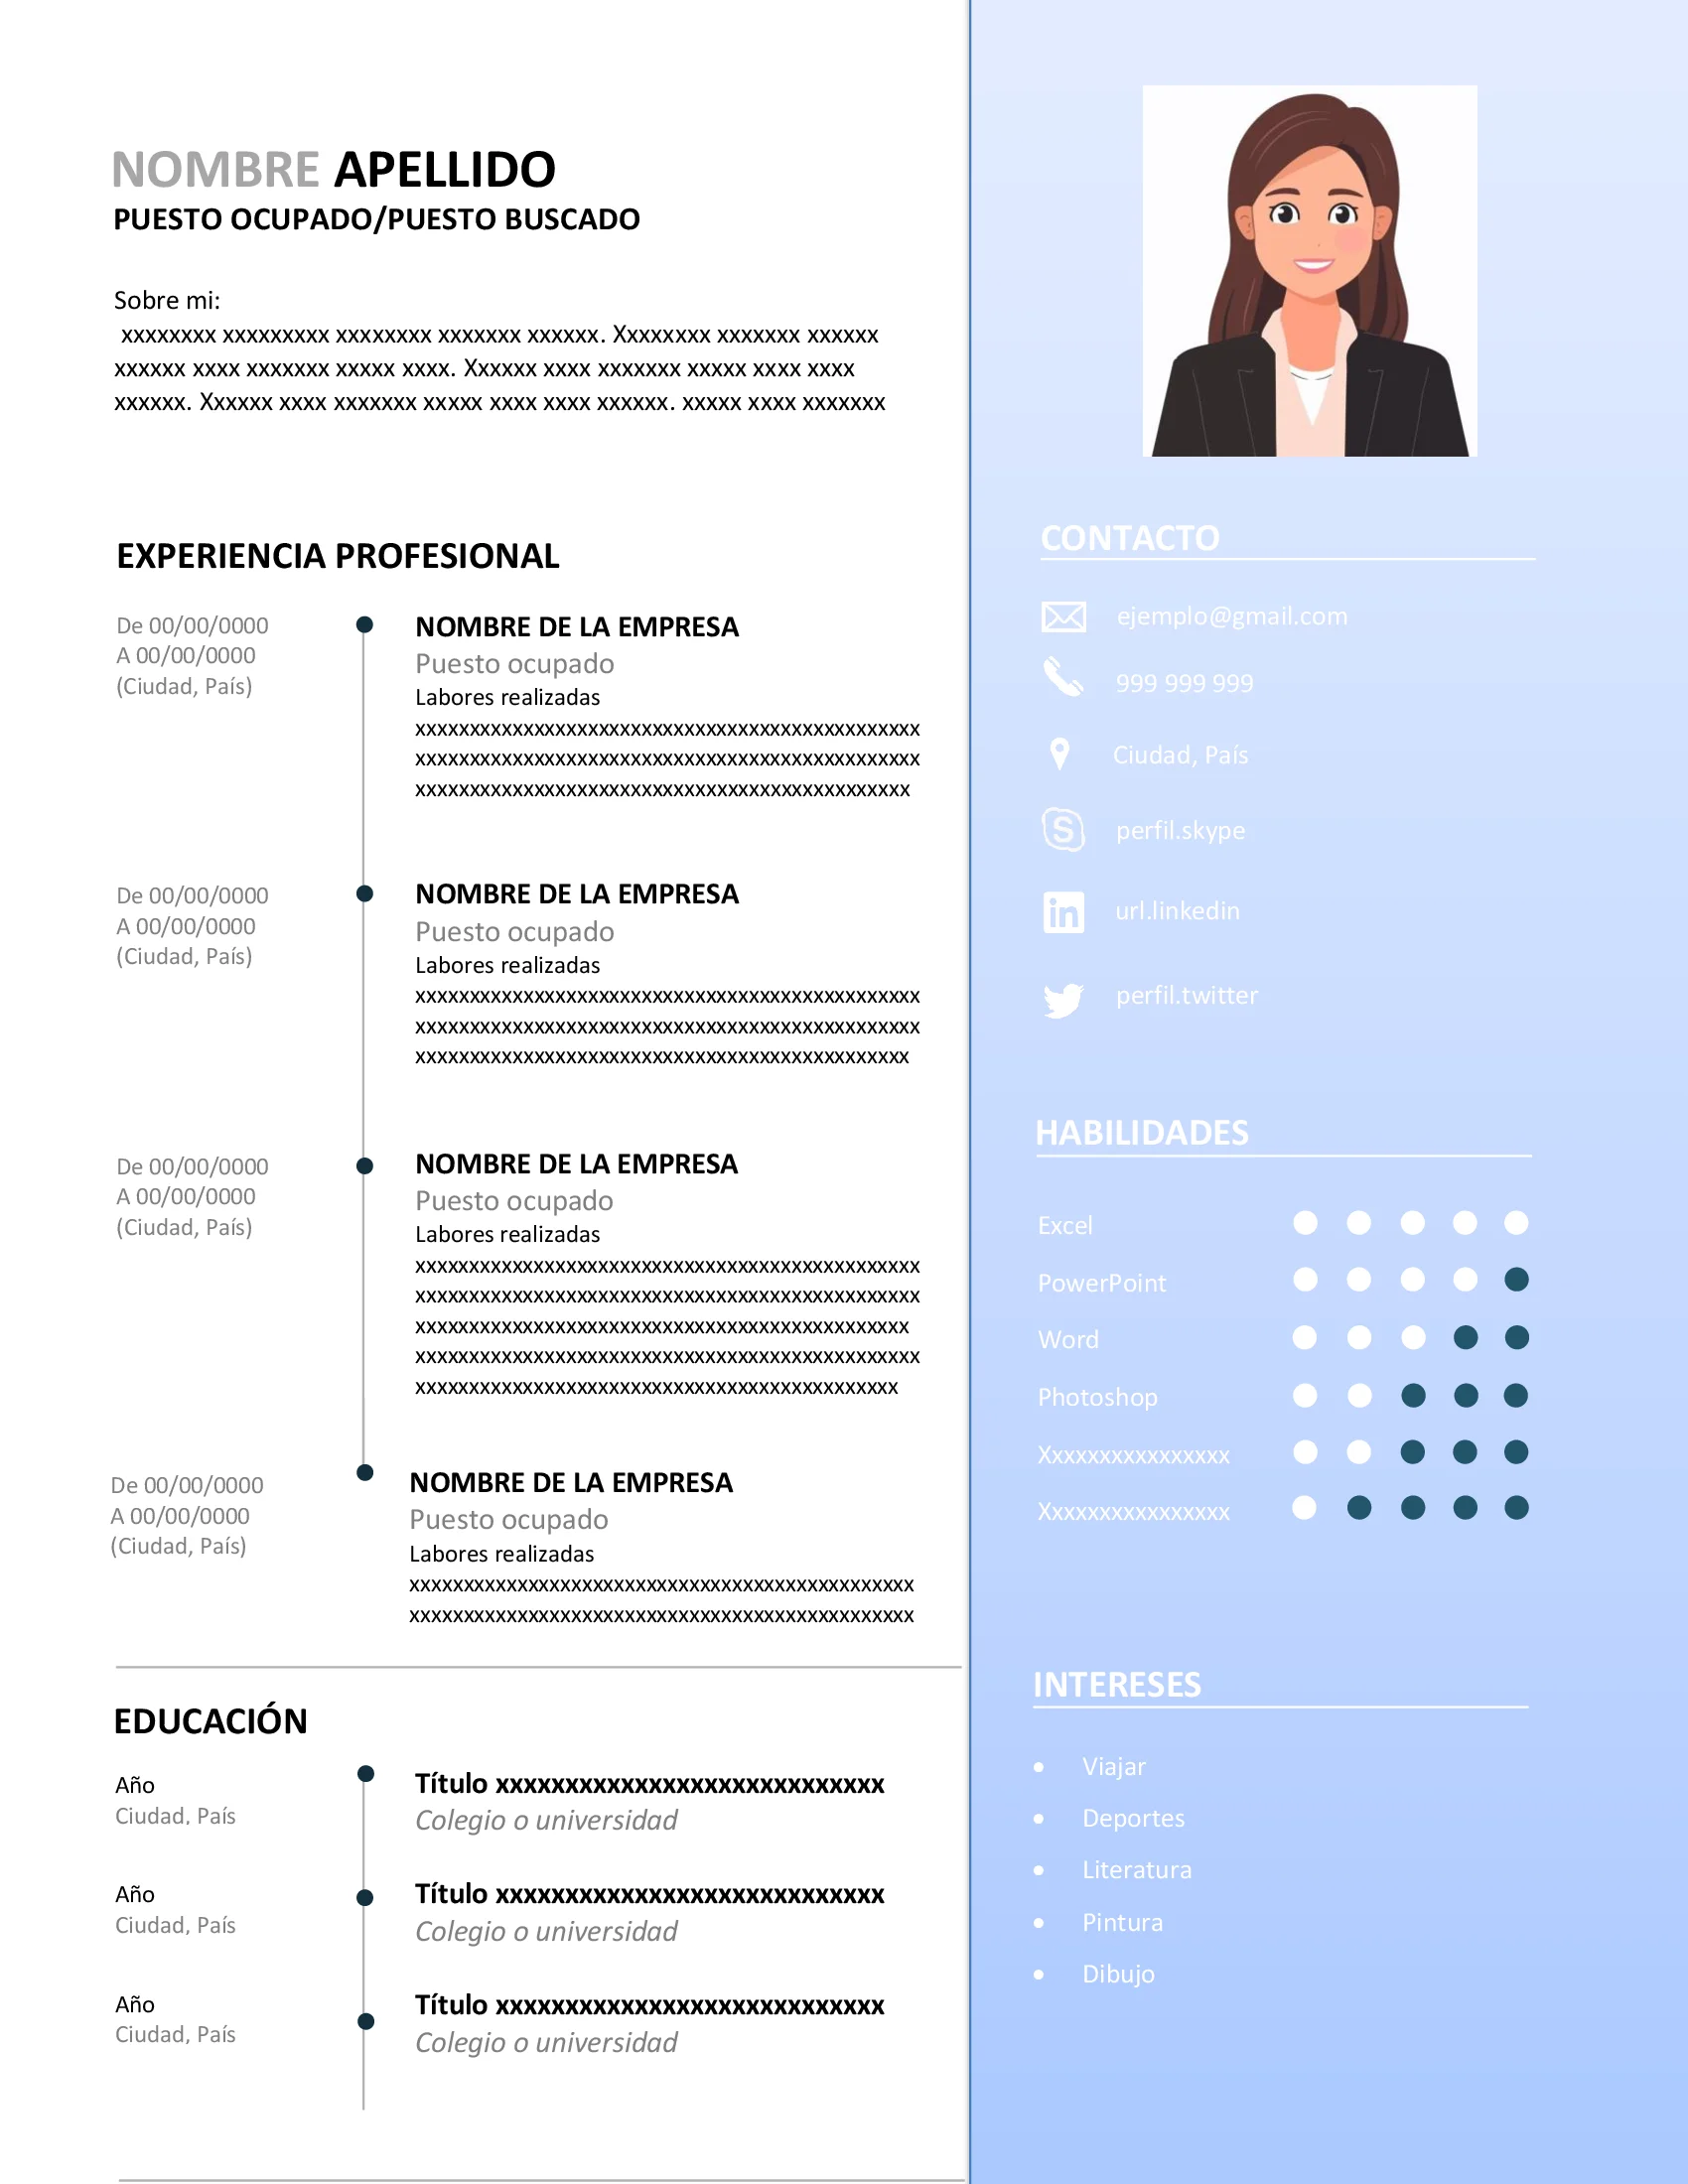 NOMBRE APELLIDO
PUESTO OCUPADO/PUESTO BUSCADO
Sobre mi:
xxxxxxxx xxxxxxxxx xxxxxxxx xxxxxxx xxxxxx. Xxxxxxxx xxxxxxx xxxxxx
xxxxxx xxxx xxxxxxx xxxxx xxxx. Xxxxxx xxxx xxxxxxx xxxxx xxxx xxxx
xxxxxx. Xxxxxx xxxx xxxxxxx xxxxx xxxx xxxx xxxxxx. xxxxx xxxx xxxxxxx
EXPERIENCIA PROFESIONAL
De 00/00/0000
A 00/00/0000
(Ciudad, País)
NOMBRE DE LA EMPRESA
Puesto ocupado
Labores realizadas
xxxxxxxxxxxxxxxxxxxxxxxxxxxxxxxxxxxxxxxxxxxxxxx
xxxxxxxxxxxxxxxxxxxxxxxxxxxxxxxxxxxxxxxxxxxxxxx
xxxxxxxxxxxxxxxxxxxxxxxxxxxxxxxxxxxxxxxxxxxxxx
De 00/00/0000
A 00/00/0000
(Ciudad, País)
NOMBRE DE LA EMPRESA
Puesto ocupado
Labores realizadas
xxxxxxxxxxxxxxxxxxxxxxxxxxxxxxxxxxxxxxxxxxxxxxx
xxxxxxxxxxxxxxxxxxxxxxxxxxxxxxxxxxxxxxxxxxxxxxx
xxxxxxxxxxxxxxxxxxxxxxxxxxxxxxxxxxxxxxxxxxxxxx
De 00/00/0000
A 00/00/0000
(Ciudad, País)
NOMBRE DE LA EMPRESA
Puesto ocupado
Labores realizadas
xxxxxxxxxxxxxxxxxxxxxxxxxxxxxxxxxxxxxxxxxxxxxxx
xxxxxxxxxxxxxxxxxxxxxxxxxxxxxxxxxxxxxxxxxxxxxxx
xxxxxxxxxxxxxxxxxxxxxxxxxxxxxxxxxxxxxxxxxxxxxx
xxxxxxxxxxxxxxxxxxxxxxxxxxxxxxxxxxxxxxxxxxxxxxx
xxxxxxxxxxxxxxxxxxxxxxxxxxxxxxxxxxxxxxxxxxxxx
De 00/00/0000
A 00/00/0000
(Ciudad, País)
NOMBRE DE LA EMPRESA
Puesto ocupado
Labores realizadas
xxxxxxxxxxxxxxxxxxxxxxxxxxxxxxxxxxxxxxxxxxxxxxx
xxxxxxxxxxxxxxxxxxxxxxxxxxxxxxxxxxxxxxxxxxxxxxx
EDUCACIÓN
Año
Ciudad, País
Título xxxxxxxxxxxxxxxxxxxxxxxxxxxx
Colegio o universidad
Año
Ciudad, País
Título xxxxxxxxxxxxxxxxxxxxxxxxxxxx
Colegio o universidad
Año
Ciudad, País
Título xxxxxxxxxxxxxxxxxxxxxxxxxxxx
Colegio o universidad
CONTACTO
ejemplo@gmail.com
999 999 999
Ciudad, País
perfil.skype
url.linkedin
perfil.twitter
HABILIDADES
Excel
PowerPoint
Word
Photoshop
Xxxxxxxxxxxxxxxx
Xxxxxxxxxxxxxxxx
INTERESES
Viajar
Deportes
Literatura
Pintura
Dibujo